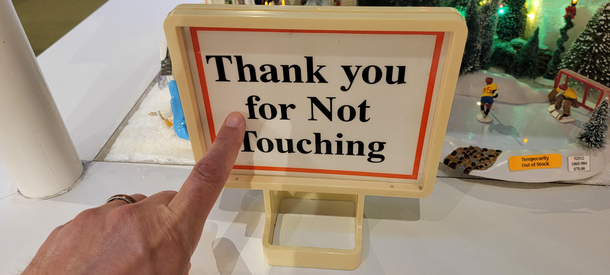 Thank you
for Not
Touching
Temporarily
Out of Stock